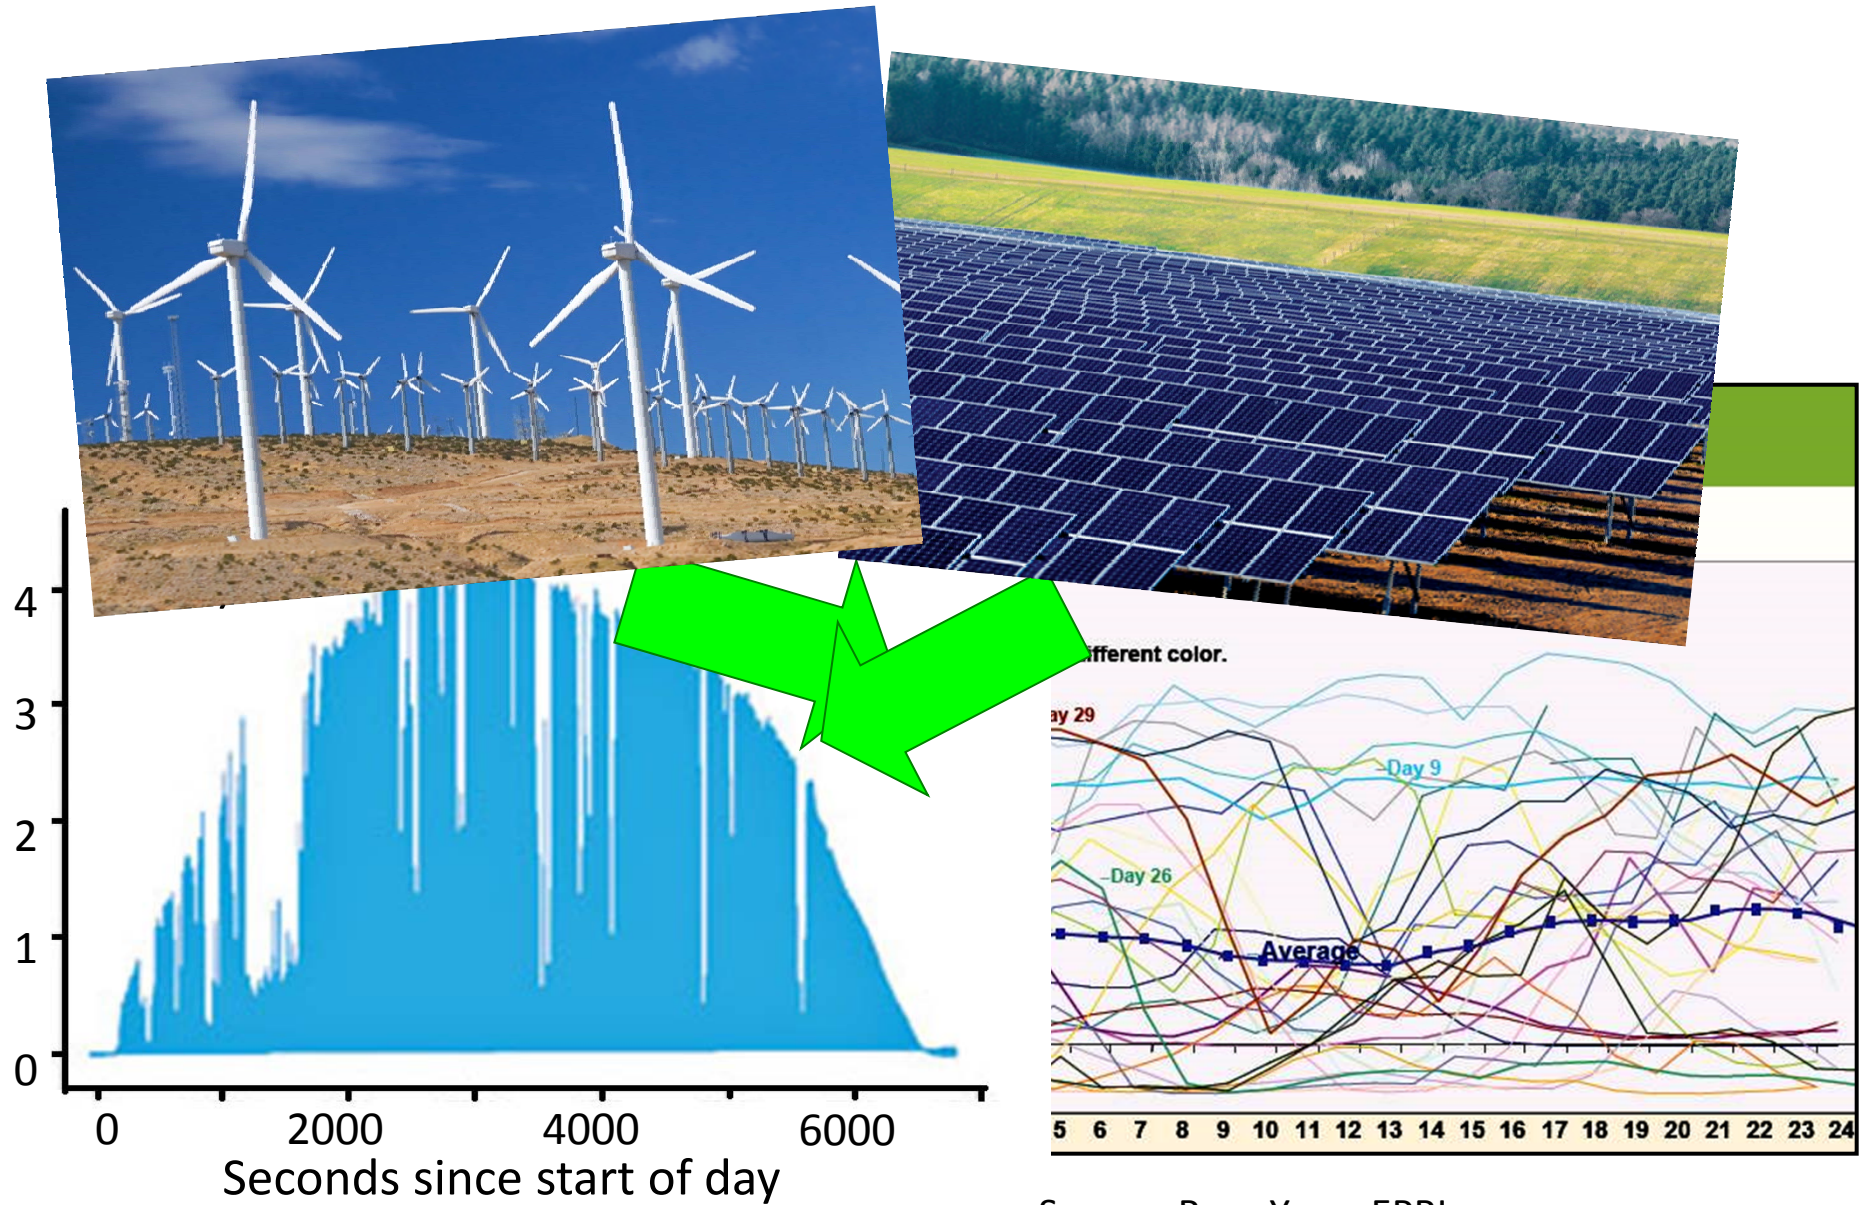 4
3
2
1
0
0 2000 4000 6000
Seconds since start of day
ifferent color.
ay 29
Day 9
Day 26
Average
5 6 7 8 9 10 11 12 13 14 15 16 17 18 19 20 21 22 23 24